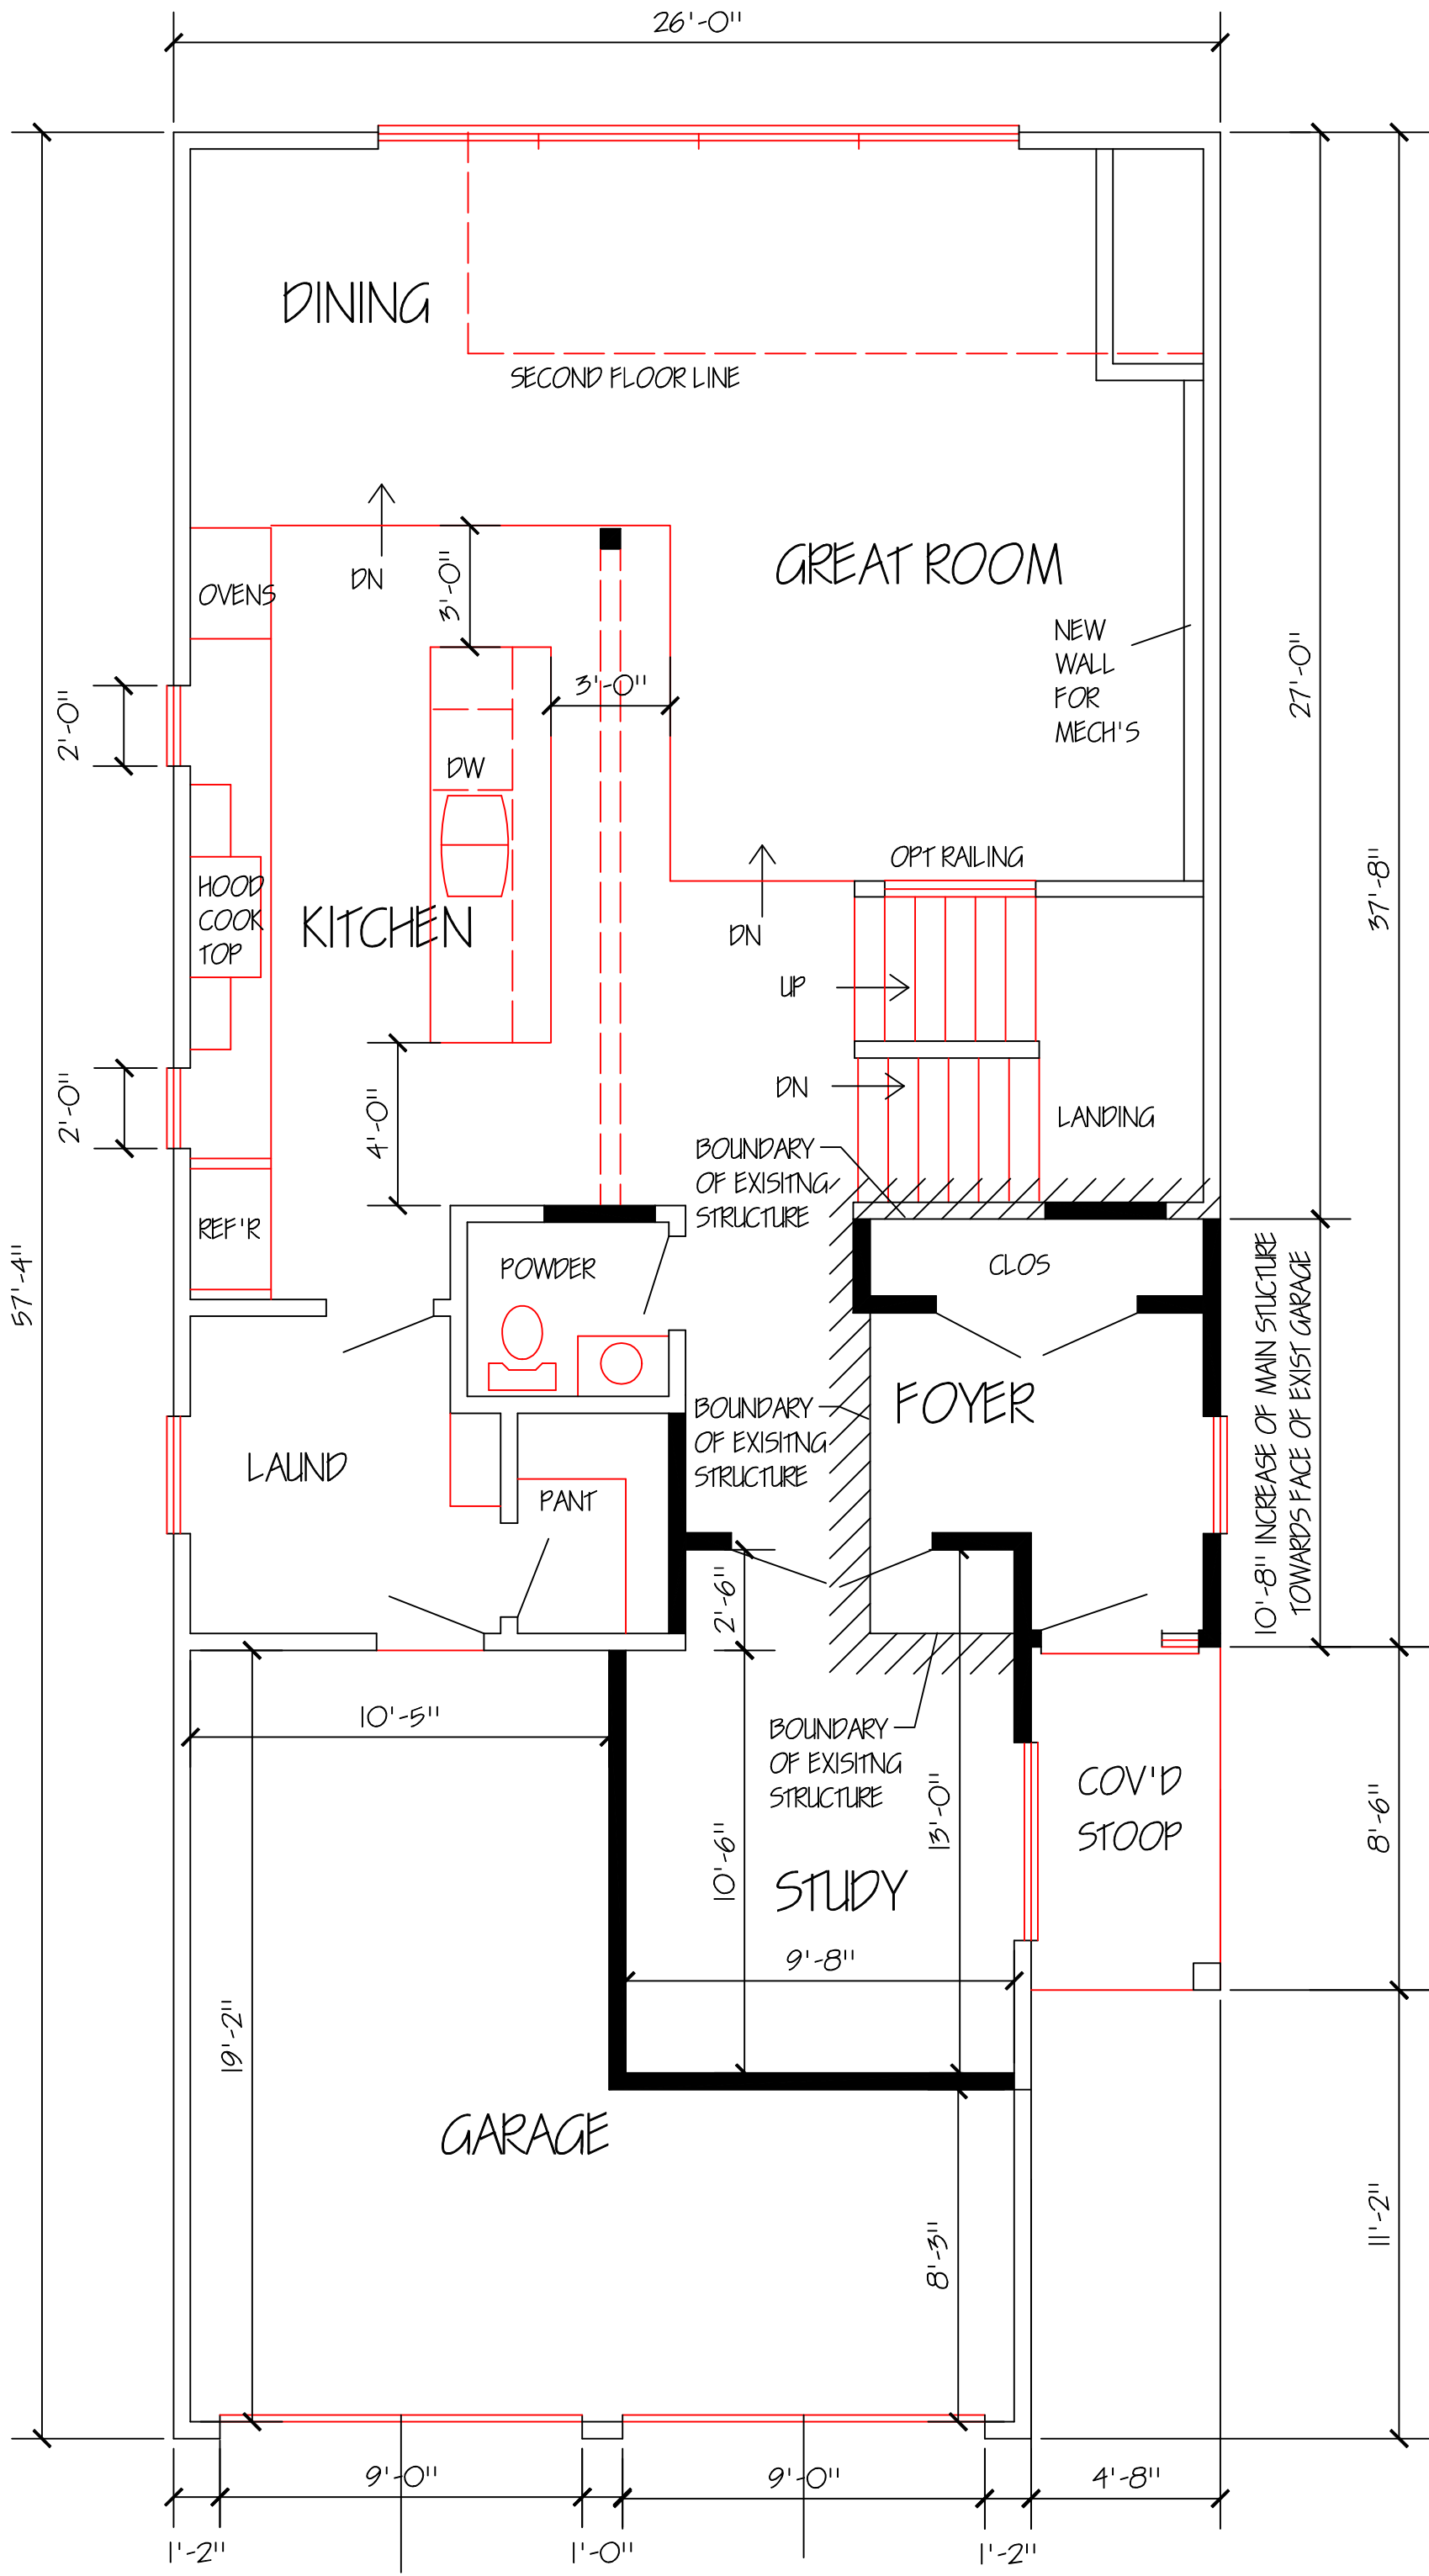 26'-0"
DINING
SECOND FLOOR LINE
DN
3'-0"
GREAT ROOM
OVENS
NEW
WALL
FOR
MECH'S
27'-0"
2'-0"
3'-0"
DW
OPT RAILING
37'-8"
HOOD
COOK
TOP
KITCHEN
DN
UP
DN
LANDING
2'-0"
4'-0"
BOUNDARY
OF EXISITNG
STRUCTURE
REF'R
POWDER
CLOS
57'-4"
10'-8" INCREASE OF MAIN STUCTURE
TOWARDS FACE OF EXIST GARAGE
FOYER
BOUNDARY
OF EXISITNG
STRUCTURE
LAUND
PANT
2'-6"
10'-5"
BOUNDARY
OF EXISITNG
STRUCTURE
COV'D
STOOP
13'-0"
8'-6"
10'-6"
STUDY
9'-8"
19'-2"
GARAGE
8'-3"
11'-2"
9'-0"
9'-0"
4'-8"
1'-2"
1'-0"
1'-2"